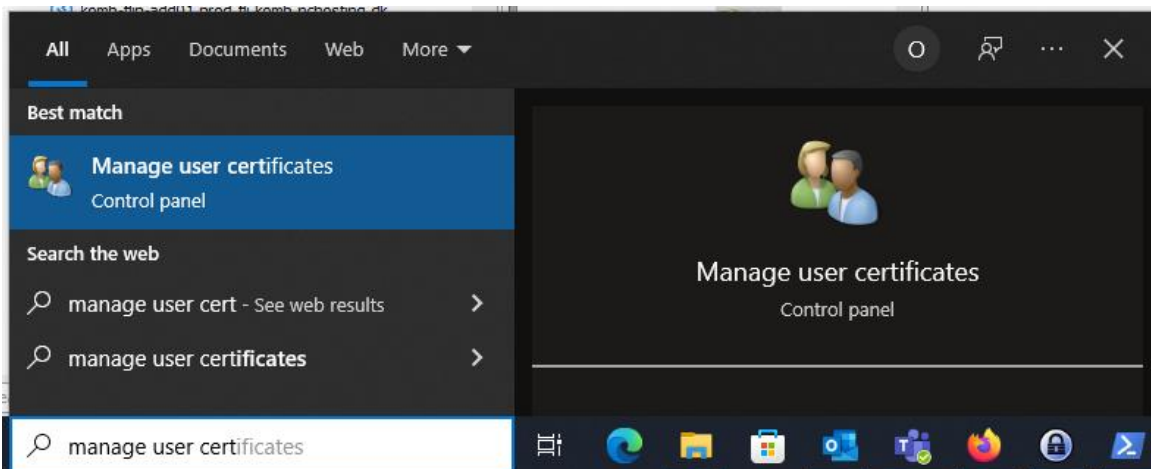 All Apps Documents Web More O
Best match
Manage user certificates
Control panel
Search the web
manage user cert - See web results
manage user certificates
Manage user certificates
Control panel
manage user certificates